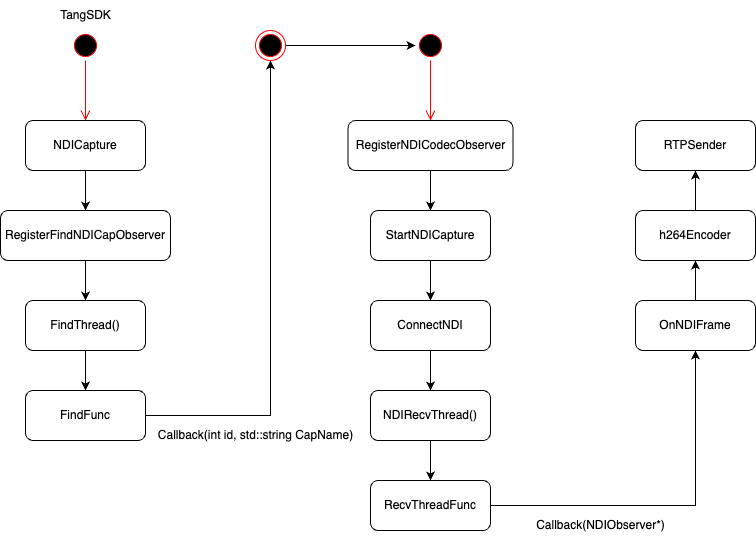 TangSDK
NDICapture
RegisterFindNDICapObserver
FindThread()
FindFunc
Callback(int id, std::string CapName)
RegisterNDICodecObserver
StartNDICapture
ConnectNDI
NDIRecvThread()
RecvThreadFunc
Callback(NDIObserver*)
OnNDIFrame
h264Encoder
RTPSender